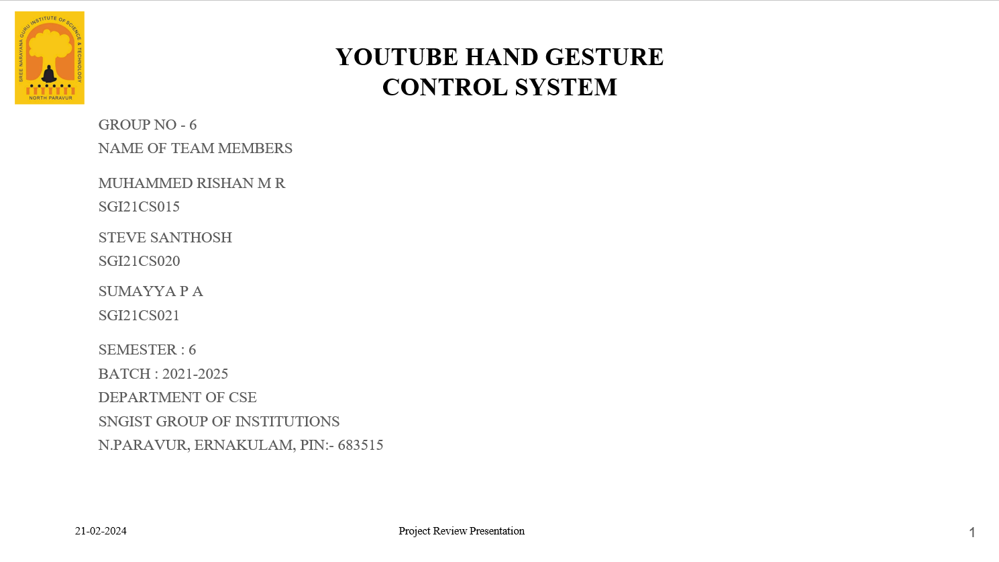 SREE NARAYANA GURU INSTITUTE OF SCIENCE & TECHNOLOGY
NORTH PARAVUR
YOUTUBE HAND GESTURE
CONTROL SYSTEM
GROUP NO - 6
NAME OF TEAM MEMBERS
MUHAMMED RISHAN M R
SGI21CS015
STEVE SANTHOSH
SGI21CS020
SUMAYYA P A
SGI21CS021
SEMESTER : 6
BATCH : 2021-2025
DEPARTMENT OF CSE
SNGIST GROUP OF INSTITUTIONS
N.PARAVUR, ERNAKULAM, PIN:- 683515
21-02-2024
Project Review Presentation
1